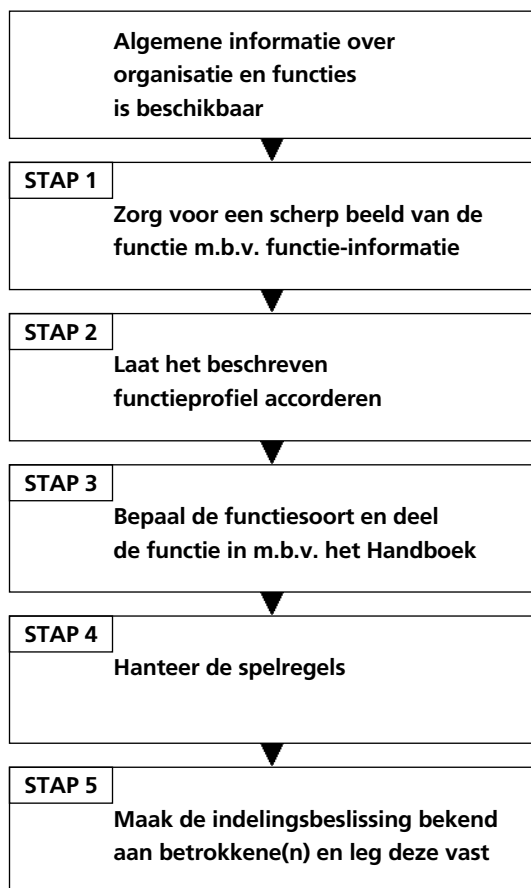 Algemene informatie over
organisatie en functies
is beschikbaar
STAP 1
Zorg voor een scherp beeld van de
functie m.b.v. functie-informatie
STAP 2
Laat het beschreven
functieprofiel accorderen
STAP 3
Bepaal de functiesoort en deel
de functie in m.b.v. het Handboek
STAP 4
Hanteer de spelregels
STAP 5
Maak de indelingsbeslissing bekend
aan betrokkene(n) en leg deze vast